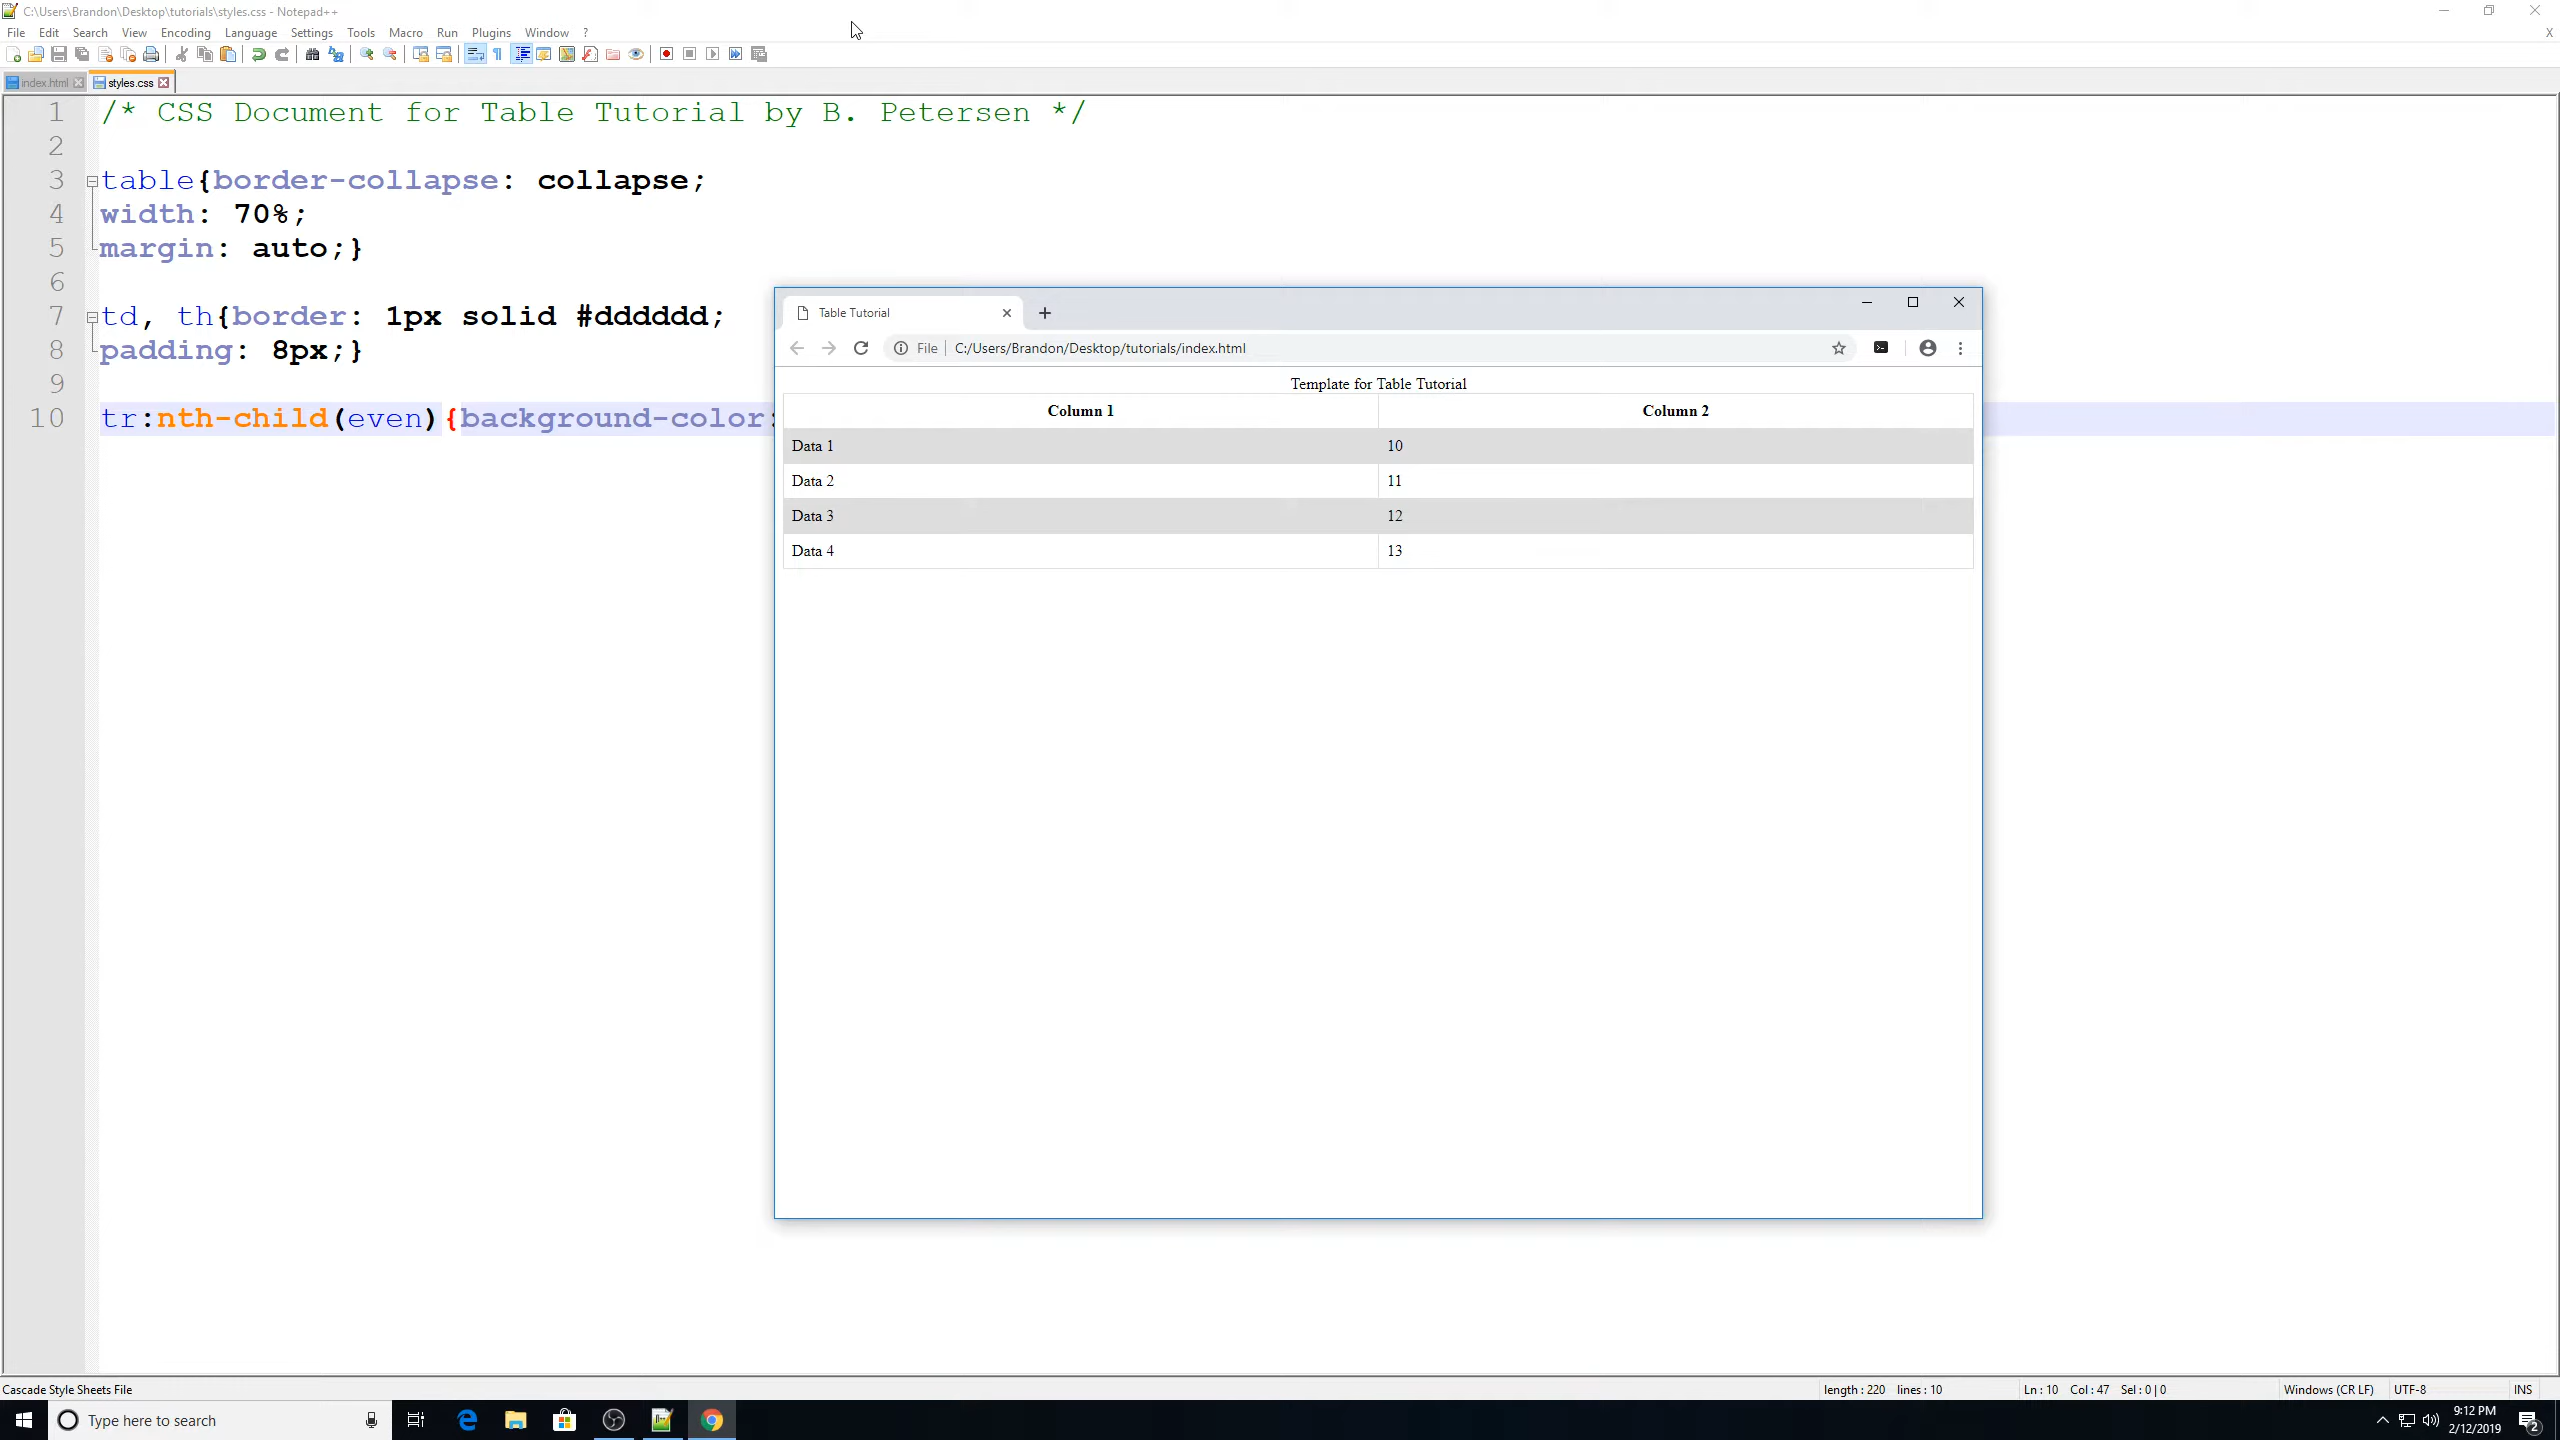 C:\Users\Brandon\Desktop\tutorials\styles.css - Notepad++
File Edit Search View Encoding Language Settings Tools Macro Run Plugins Window ? X
index.html styles.css
1 /* CSS Document for Table Tutorial by B. Petersen */
2
3 table{border-collapse: collapse;
4 width: 70%;
5 margin: auto;}
6
7 td, th{border: 1px solid #dddddd;
8 padding: 8px;}
9
10 tr:nth-child(even){background-color:
Table Tutorial
File C:/Users/Brandon/Desktop/tutorials/index.html
Template for Table Tutorial
Column 1 Column 2
Data 1 10
Data 2 11
Data 3 12
Data 4 13
Cascade Style Sheets File length : 220 lines : 10 Ln : 10 Col : 47 Sel : 0 | 0 Windows (CR LF) UTF-8 INS
Type here to search
9:12 PM
2/12/2019
2